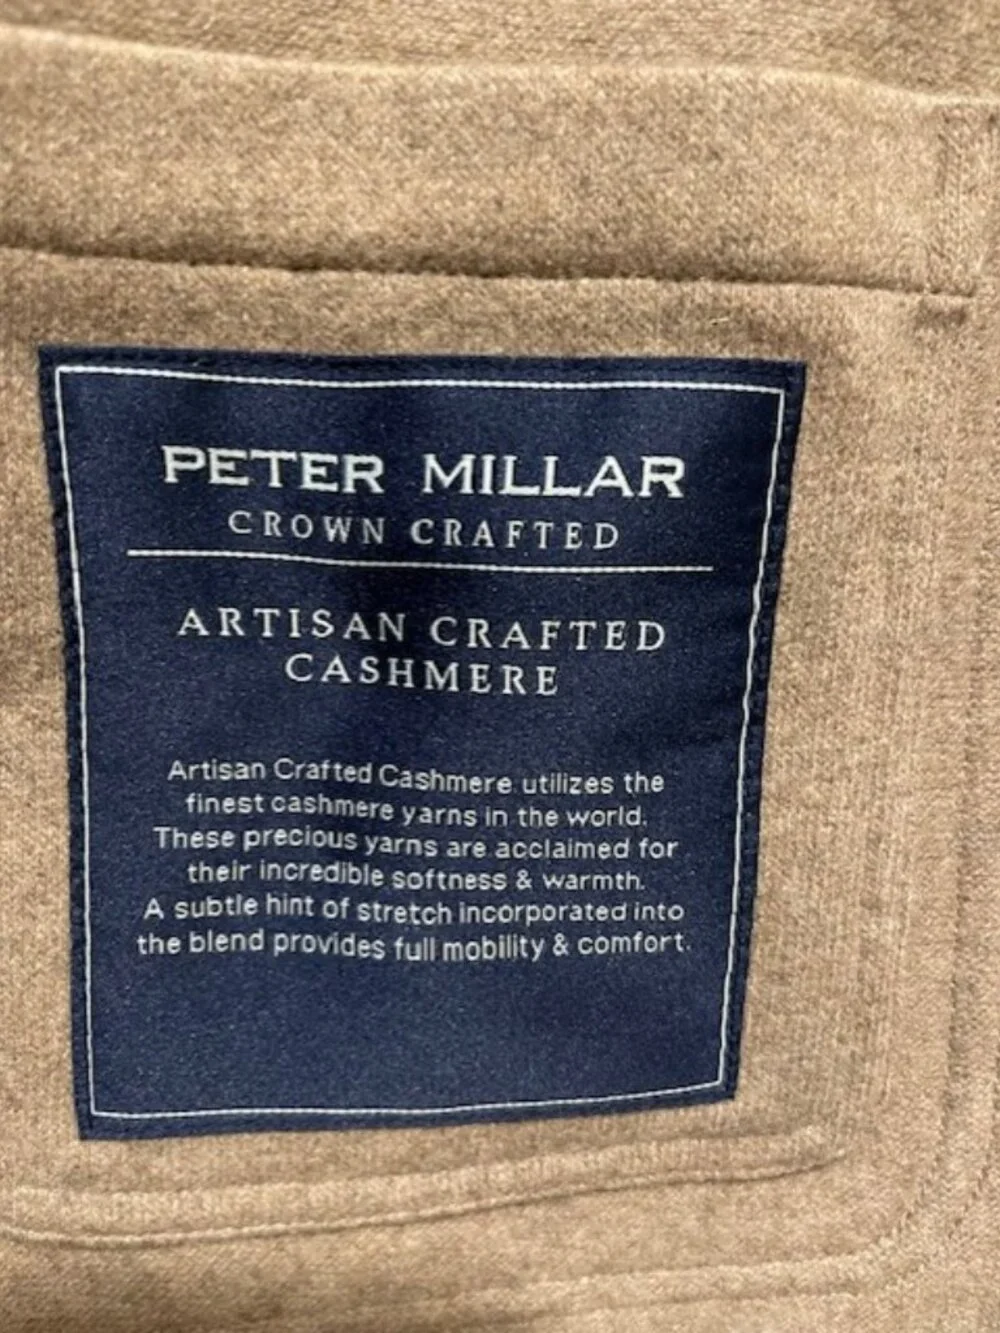 PETER MILLAR
CROWN CRAFTED
ARTISAN CRAFTED
CASHMERE
Artisan Crafted Cashmere utilizes the
finest cashmere yarns in the world.
These precious yarns are acclaimed for
their incredible softness & warmth.
A subtle hint of stretch incorporated into
the blend provides full mobility & comfort.